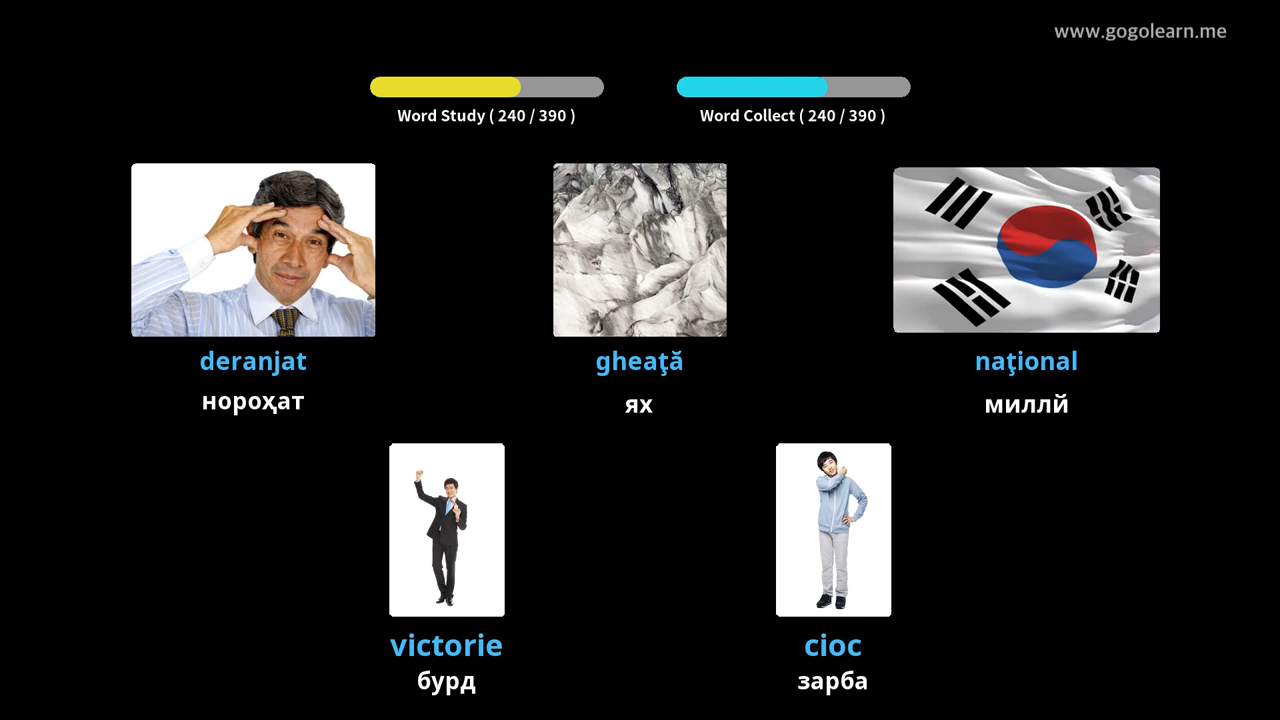 www.gogolearn.me
Word Study ( 240 / 390 )
Word Collect ( 240 / 390 )
deranjat
gheaţă
naţional
нороҳат
ях
миллй
victorie
cioc
бурд
зарба